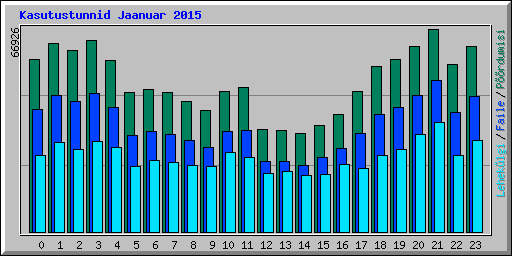 Kasutustunnid Jaanuar 2015
66926
Lehekülgi / Faile / Pöördumisi
0 1 2 3 4 5 6 7 8 9 10 11 12 13 14 15 16 17 18 19 20 21 22 23